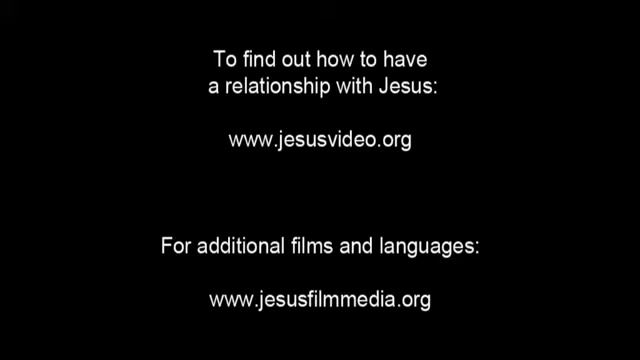 To find out how to have
a relationship with Jesus:
www.jesusvideo.org
For additional films and languages:
www.jesusfilmmedia.org